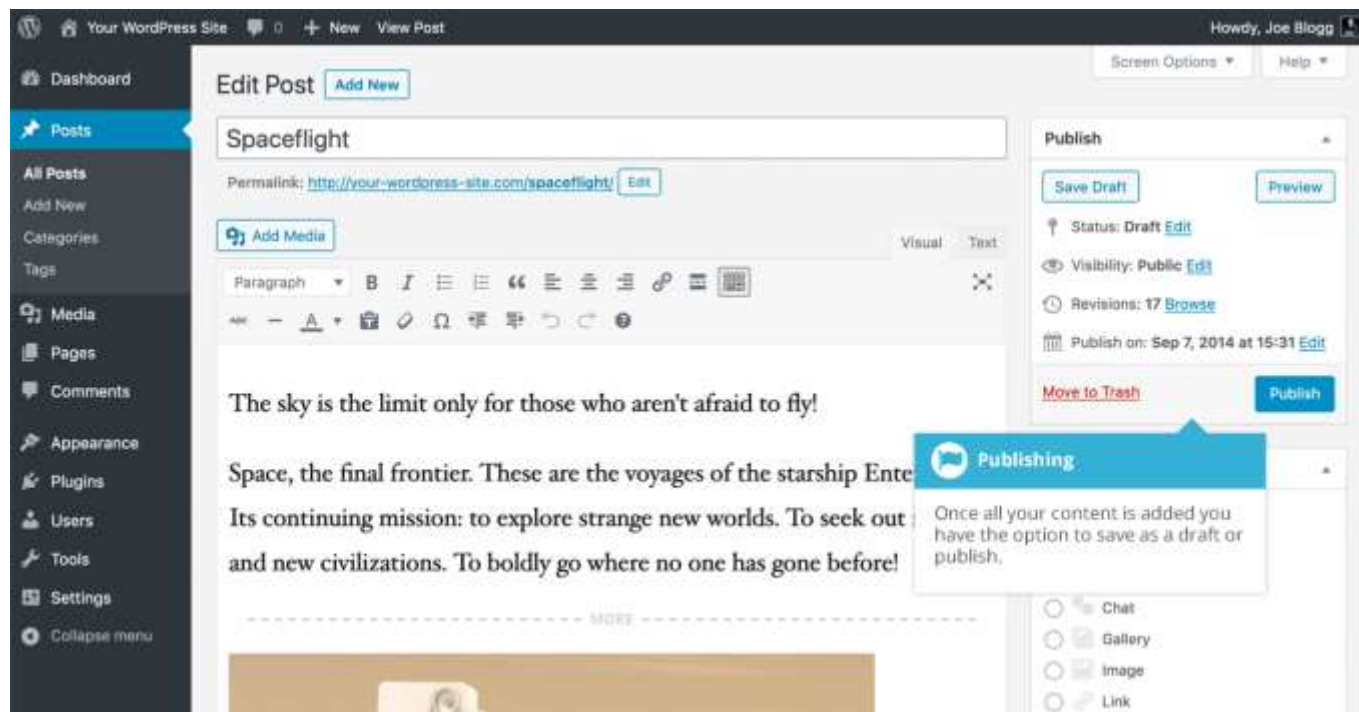 Your WordPress Site 0 + New View Post Howdy, Joe Blogg
Screen Options Help
Dashboard
Posts
All Posts
Add New
Categories
Tags
Media
Pages
Comments
Appearance
Plugins
Users
Tools
Settings
Collapse menu
Edit Post Add New
Spaceflight
Permalink: http://your-wordpress-site.com/spaceflight/ Edit
Add Media
Visual Text
Paragraph B I
ABC A Ω
The sky is the limit only for those who aren't afraid to fly!
Space, the final frontier. These are the voyages of the starship Ente
Its continuing mission: to explore strange new worlds. To seek out
and new civilizations. To boldly go where no one has gone before!
MORE
Publish
Save Draft Preview
Status: Draft Edit
Visibility: Public Edit
Revisions: 17 Browse
Publish on: Sep 7, 2014 at 15:31 Edit
Move to Trash Publish
Publishing
Once all your content is added you
have the option to save as a draft or
publish.
Chat
Gallery
Image
Link